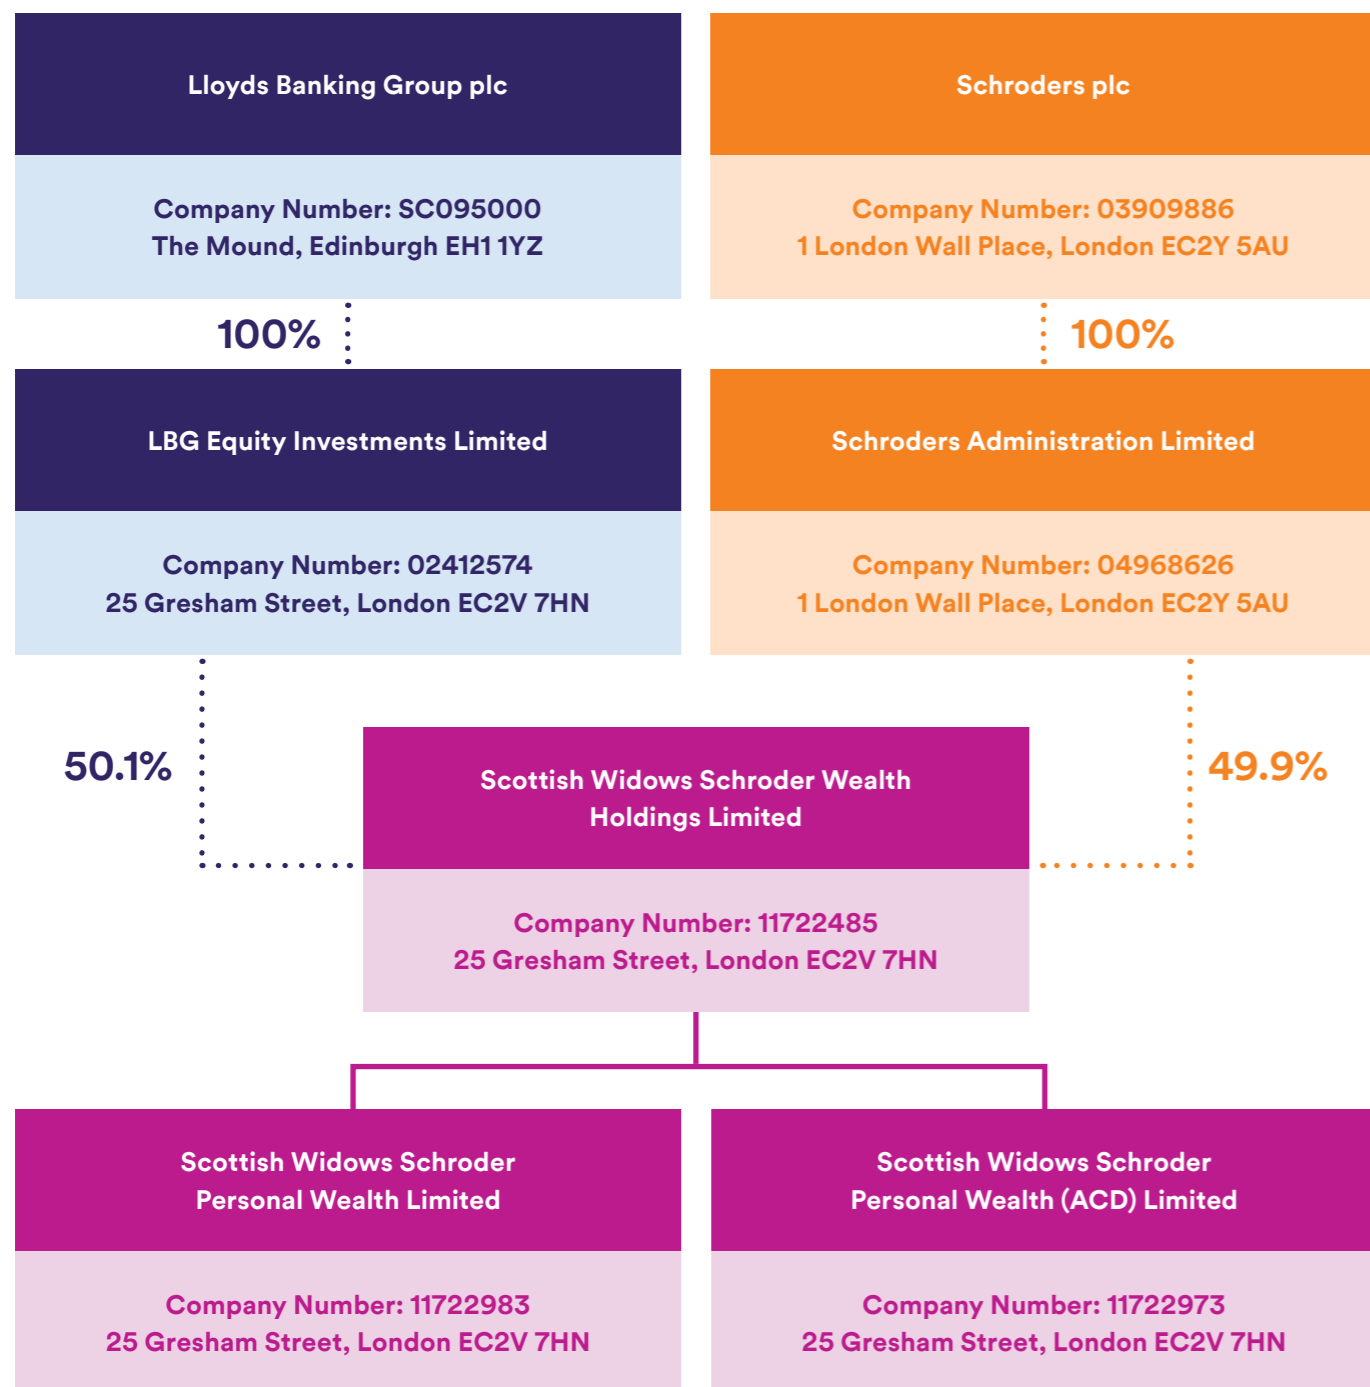 Lloyds Banking Group plc
Company Number: SC095000
The Mound, Edinburgh EH1 1YZ
Schroders plc
Company Number: 03909886
1 London Wall Place, London EC2Y 5AU
100%
100%
LBG Equity Investments Limited
Company Number: 02412574
25 Gresham Street, London EC2V 7HN
Schroders Administration Limited
Company Number: 04968626
1 London Wall Place, London EC2Y 5AU
50.1%
49.9%
Scottish Widows Schroder Wealth
Holdings Limited
Company Number: 11722485
25 Gresham Street, London EC2V 7HN
Scottish Widows Schroder
Personal Wealth Limited
Company Number: 11722983
25 Gresham Street, London EC2V 7HN
Scottish Widows Schroder
Personal Wealth (ACD) Limited
Company Number: 11722973
25 Gresham Street, London EC2V 7HN